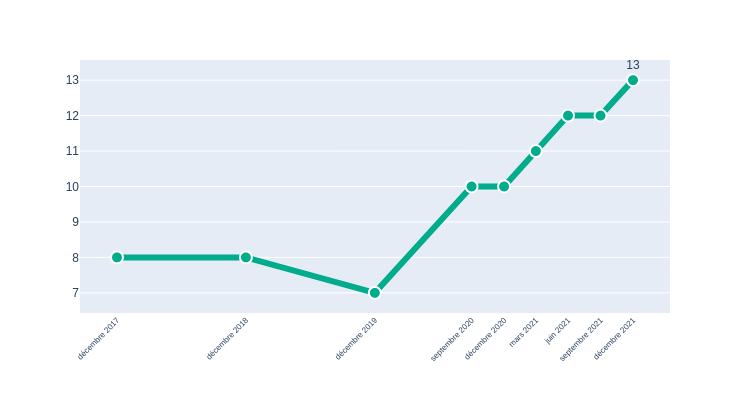 13
13
12
11
10
9
8
7
décembre 2017
décembre 2018
décembre 2019
septembre 2020
décembre 2020
mars 2021
juin 2021
septembre 2021
décembre 2021